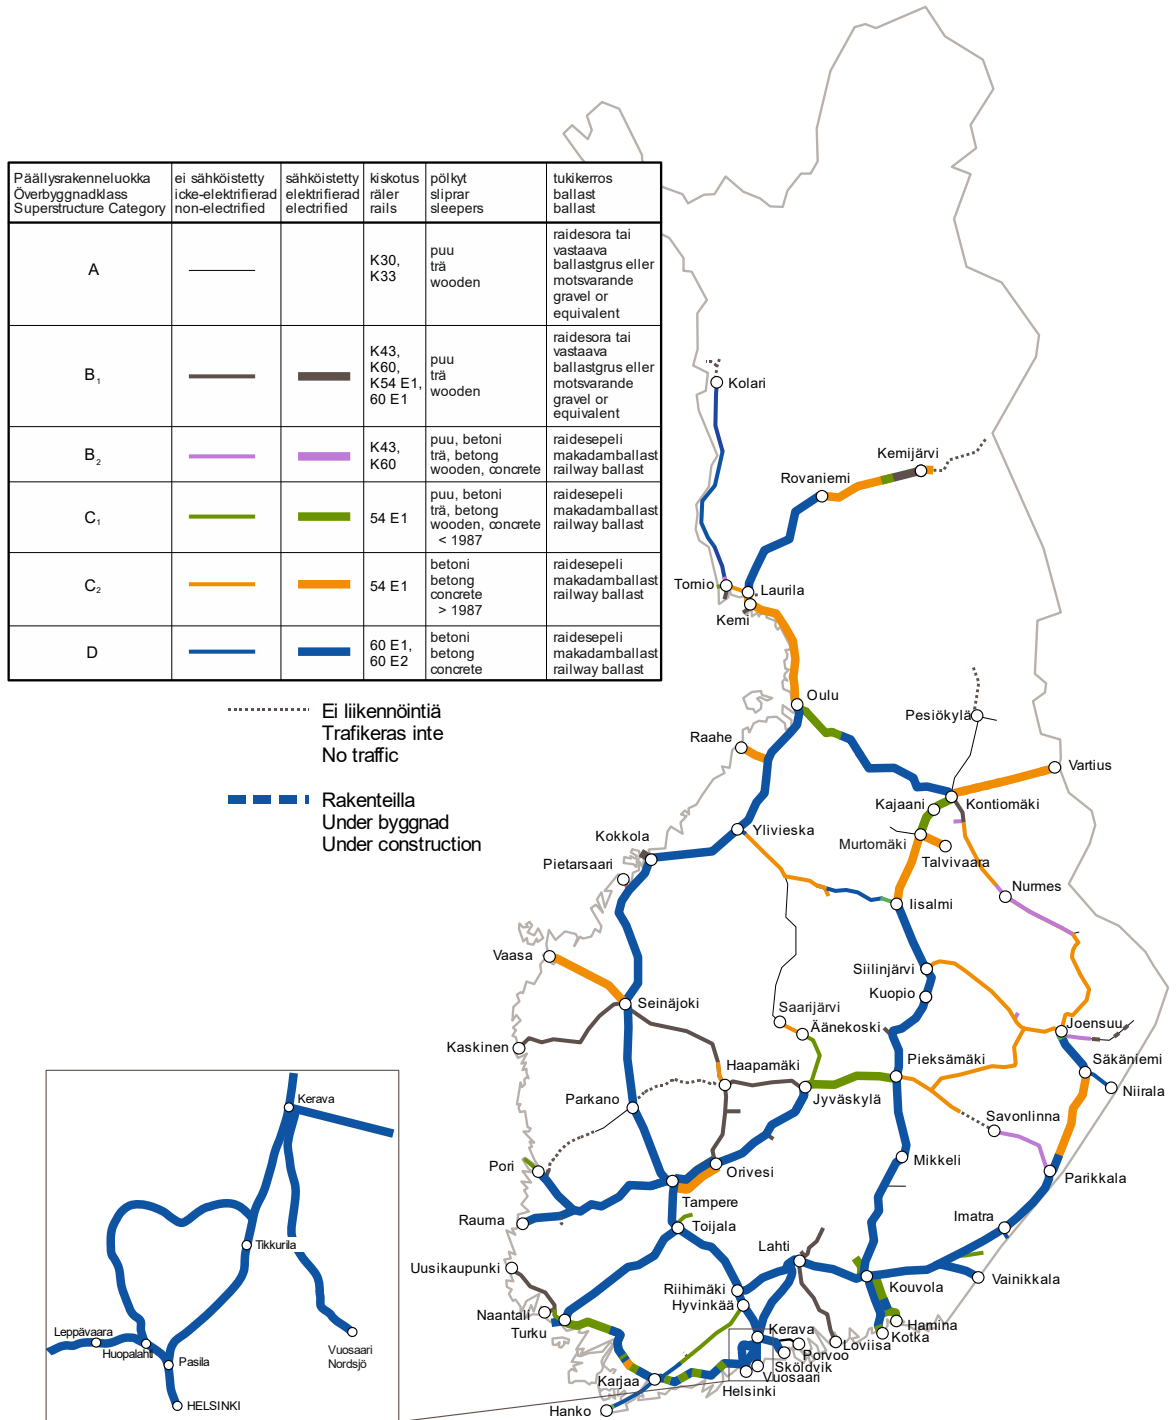 Päällysrakenneluokka
Överbyggnadklass
Superstructure Category
ei sähköistetty
icke-elektrifierad
non-electrified
sähköistetty
elektrifierad
electrified
kiskotus
räler
rails
pölkyt
sliprar
sleepers
tukikerros
ballast
ballast
A
K30,
K33
puu
trä
wooden
raidesora tai
vastaava
ballastgrus eller
motsvarande
gravel or
equivalent
B1
K43,
K60,
K54 E1,
60 E1
puu
trä
wooden
raidesora tai
vastaava
ballastgrus eller
motsvarande
gravel or
equivalent
B2
K43,
K60
puu, betoni
trä, betong
wooden, concrete
raidesepeli
makadamballast
railway ballast
C1
54 E1
puu, betoni
trä, betong
wooden, concrete
< 1987
raidesepeli
makadamballast
railway ballast
C2
54 E1
betoni
betong
concrete
> 1987
raidesepeli
makadamballast
railway ballast
D
60 E1,
60 E2
betoni
betong
concrete
raidesepeli
makadamballast
railway ballast
Ei liikennöintiä
Trafikeras inte
No traffic
Rakenteilla
Under byggnad
Under construction
Kolari
Kemijärvi
Rovaniemi
Tornio
Laurila
Kemi
Oulu
Pesiökylä
Raahe
Vartius
Kajaani
Kontiomäki
Ylivieska
Kokkola
Murtomäki
Talvivaara
Pietarsaari
Nurmes
Iisalmi
Vaasa
Siilinjärvi
Kuopio
Seinäjoki
Saarijärvi
Äänekoski
Joensuu
Kaskinen
Haapamäki
Pieksämäki
Säkäniemi
Niirala
Parkano
Jyväskylä
Savonlinna
Pori
Orivesi
Mikkeli
Parikkala
Tampere
Rauma
Toijala
Imatra
Lahti
Uusikaupunki
Riihimäki
Kouvola
Vainikkala
Hyvinkää
Naantali
Turku
Hamina
Kotka
Kerava
Loviisa
Porvoo
Sköldvik
Vuosaari
Karjaa
Helsinki
Hanko
Kerava
Tikkurila
Leppävaara
Huopalahti
Pasila
Vuosaari
Nordsjö
HELSINKI